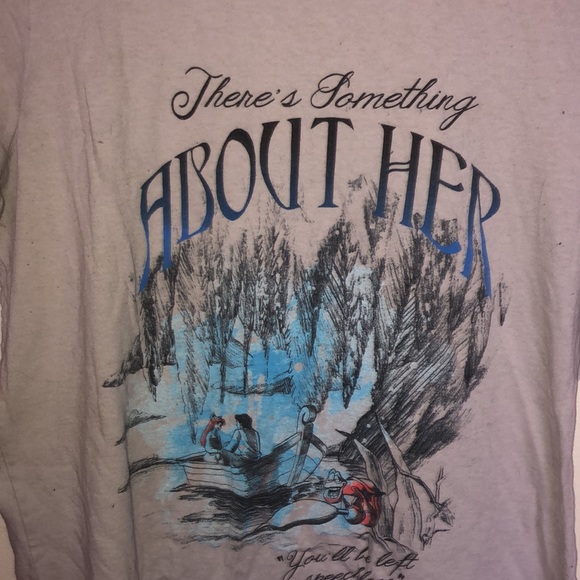 There's Something
ABOUT HER
"You'll be left